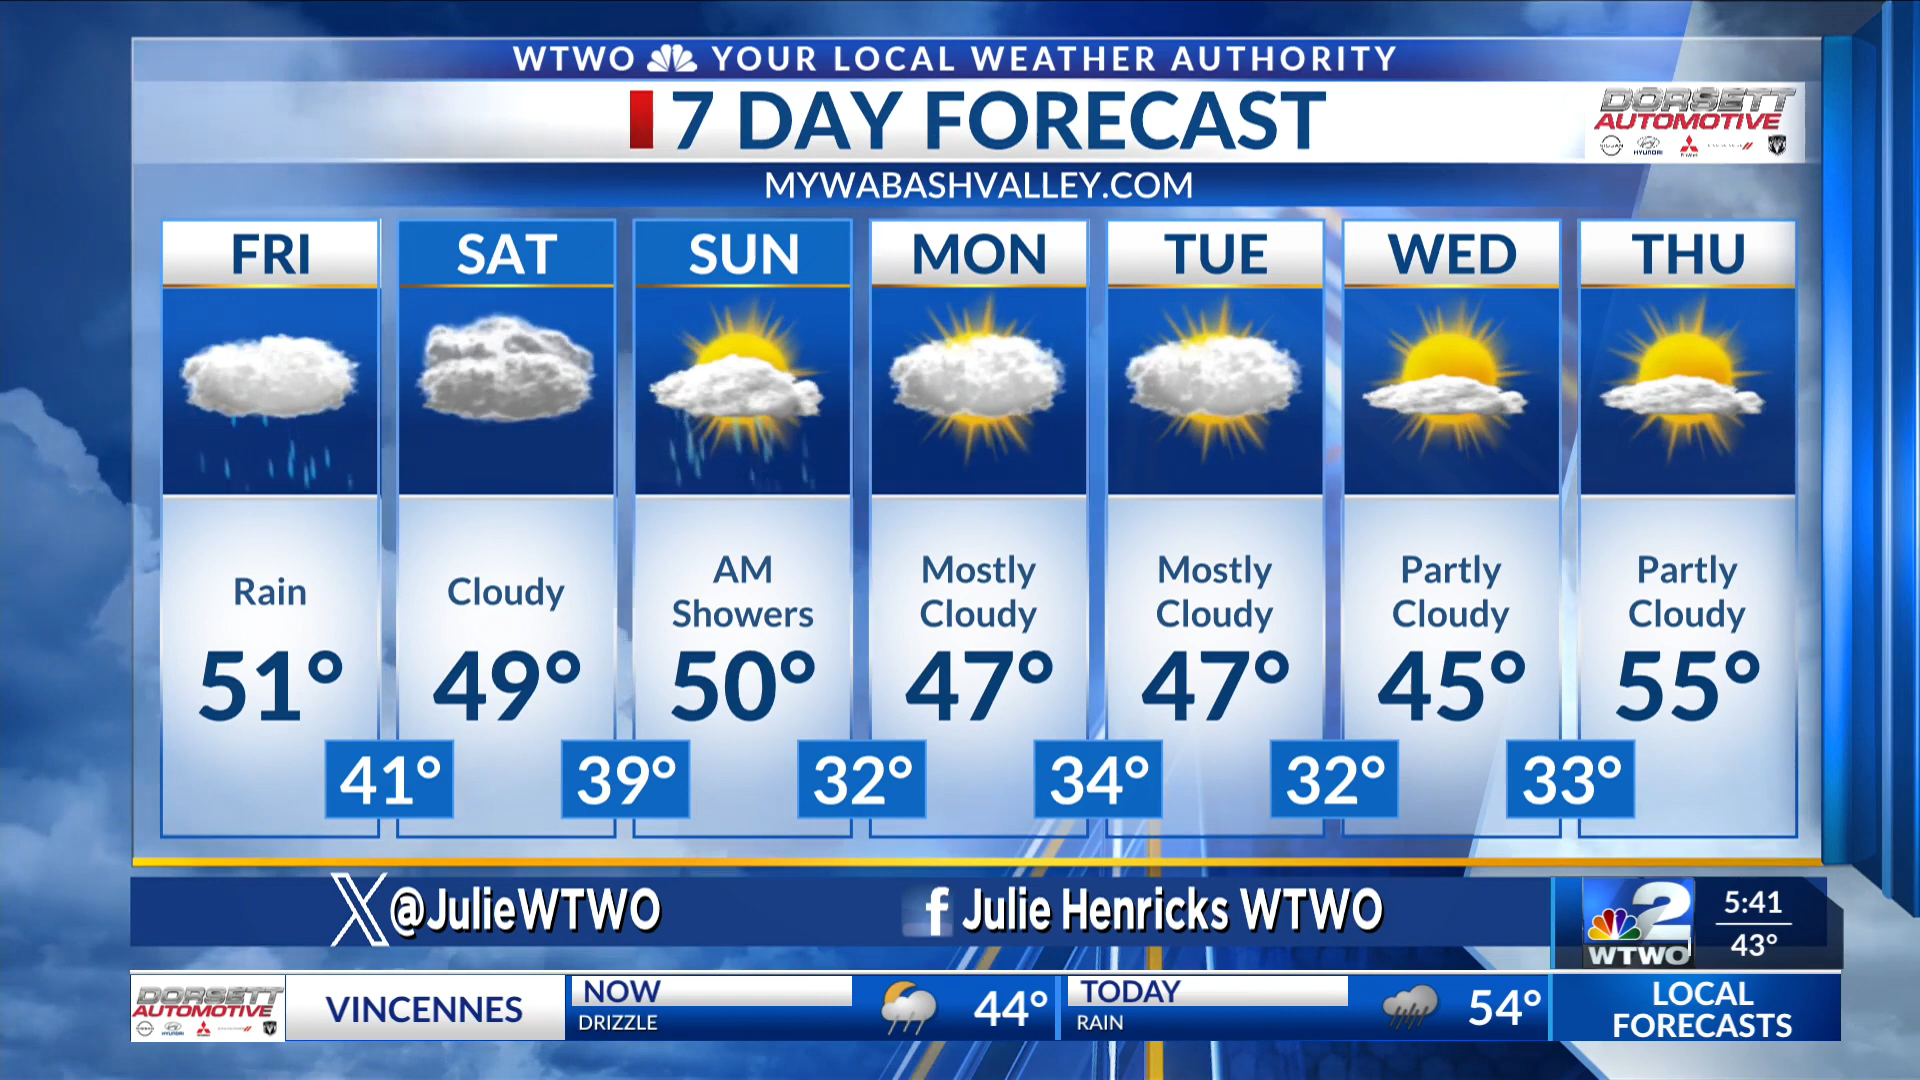 WTWO YOUR LOCAL WEATHER AUTHORITY
7 DAY FORECAST
DORSETT
AUTOMOTIVE
HYUNDAI
MYWABASHVALLEY.COM
FRI SAT SUN MON TUE WED THU
Rain
Cloudy
AM
Showers
Mostly
Cloudy
Mostly
Cloudy
Partly
Cloudy
Partly
Cloudy
51° 49° 50° 47° 47° 45° 55°
41° 39° 32° 34° 32° 33°
@JulieWTWO
f Julie Henricks WTWO
2
WTWO
5:41
43°
DORSETT
AUTOMOTIVE
VINCENNES
NOW
DRIZZLE
44°
TODAY
RAIN
54°
LOCAL
FORECASTS